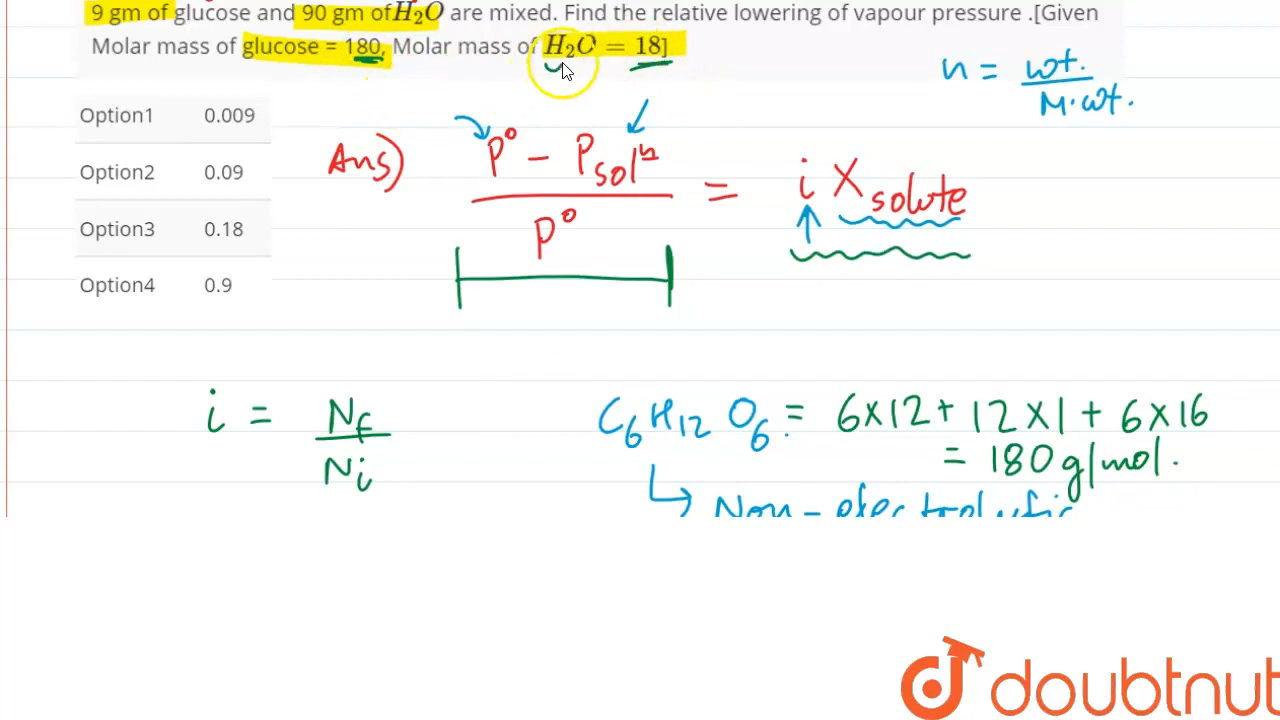 9 gm of glucose and 90 gm of H₂O are mixed. Find the relative lowering of vapour pressure .[Given
Molar mass of glucose = 180, Molar mass of H₂O = 18]
n = wt. / M.wt.
Option1 0.009
Option2 0.09
Option3 0.18
Option4 0.9
Ans) P° - Psolⁿ / P° = i Xsolute
i = Nf / Ni
C₆H₁₂O₆ = 6×12 + 12×1 + 6×16
= 180 g/mol.
Non-electrolytic
doubtnut